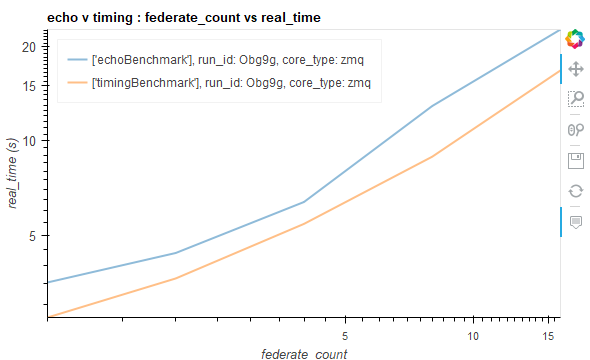 echo v timing : federate_count vs real_time
['echoBenchmark'], run_id: Obg9g, core_type: zmq
['timingBenchmark'], run_id: Obg9g, core_type: zmq
real_time (s)
20
15
10
5
5
10
15
federate_count